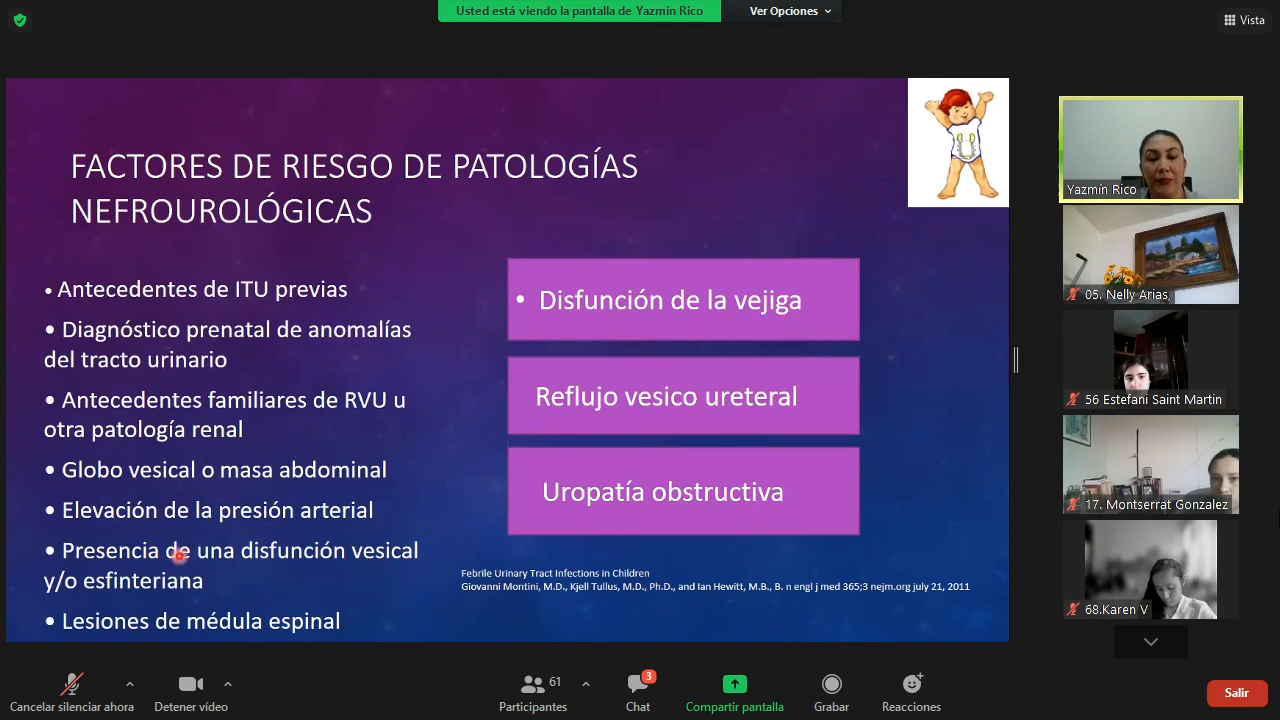 Usted está viendo la pantalla de Yazmín Rico
Ver Opciones
Vista
FACTORES DE RIESGO DE PATOLOGÍAS
NEFROUROLÓGICAS
• Antecedentes de ITU previas
• Diagnóstico prenatal de anomalías
del tracto urinario
• Antecedentes familiares de RVU u
otra patología renal
• Globo vesical o masa abdominal
• Elevación de la presión arterial
• Presencia de una disfunción vesical
y/o esfinteriana
• Lesiones de médula espinal
• Disfunción de la vejiga
Reflujo vesico ureteral
Uropatía obstructiva
Febrile Urinary Tract Infections in Children
Giovanni Montini, M.D., Kjell Tullus, M.D., Ph.D., and Ian Hewitt, M.B., B. n engl j med 365;3 nejm.org july 21, 2011
Yazmín Rico
05. Nelly Arias,
56 Estefani Saint Martin
17. Montserrat Gonzalez
68.Karen V
Cancelar silenciar ahora
Detener vídeo
61
Participantes
3
Chat
Compartir pantalla
Grabar
Reacciones
Salir